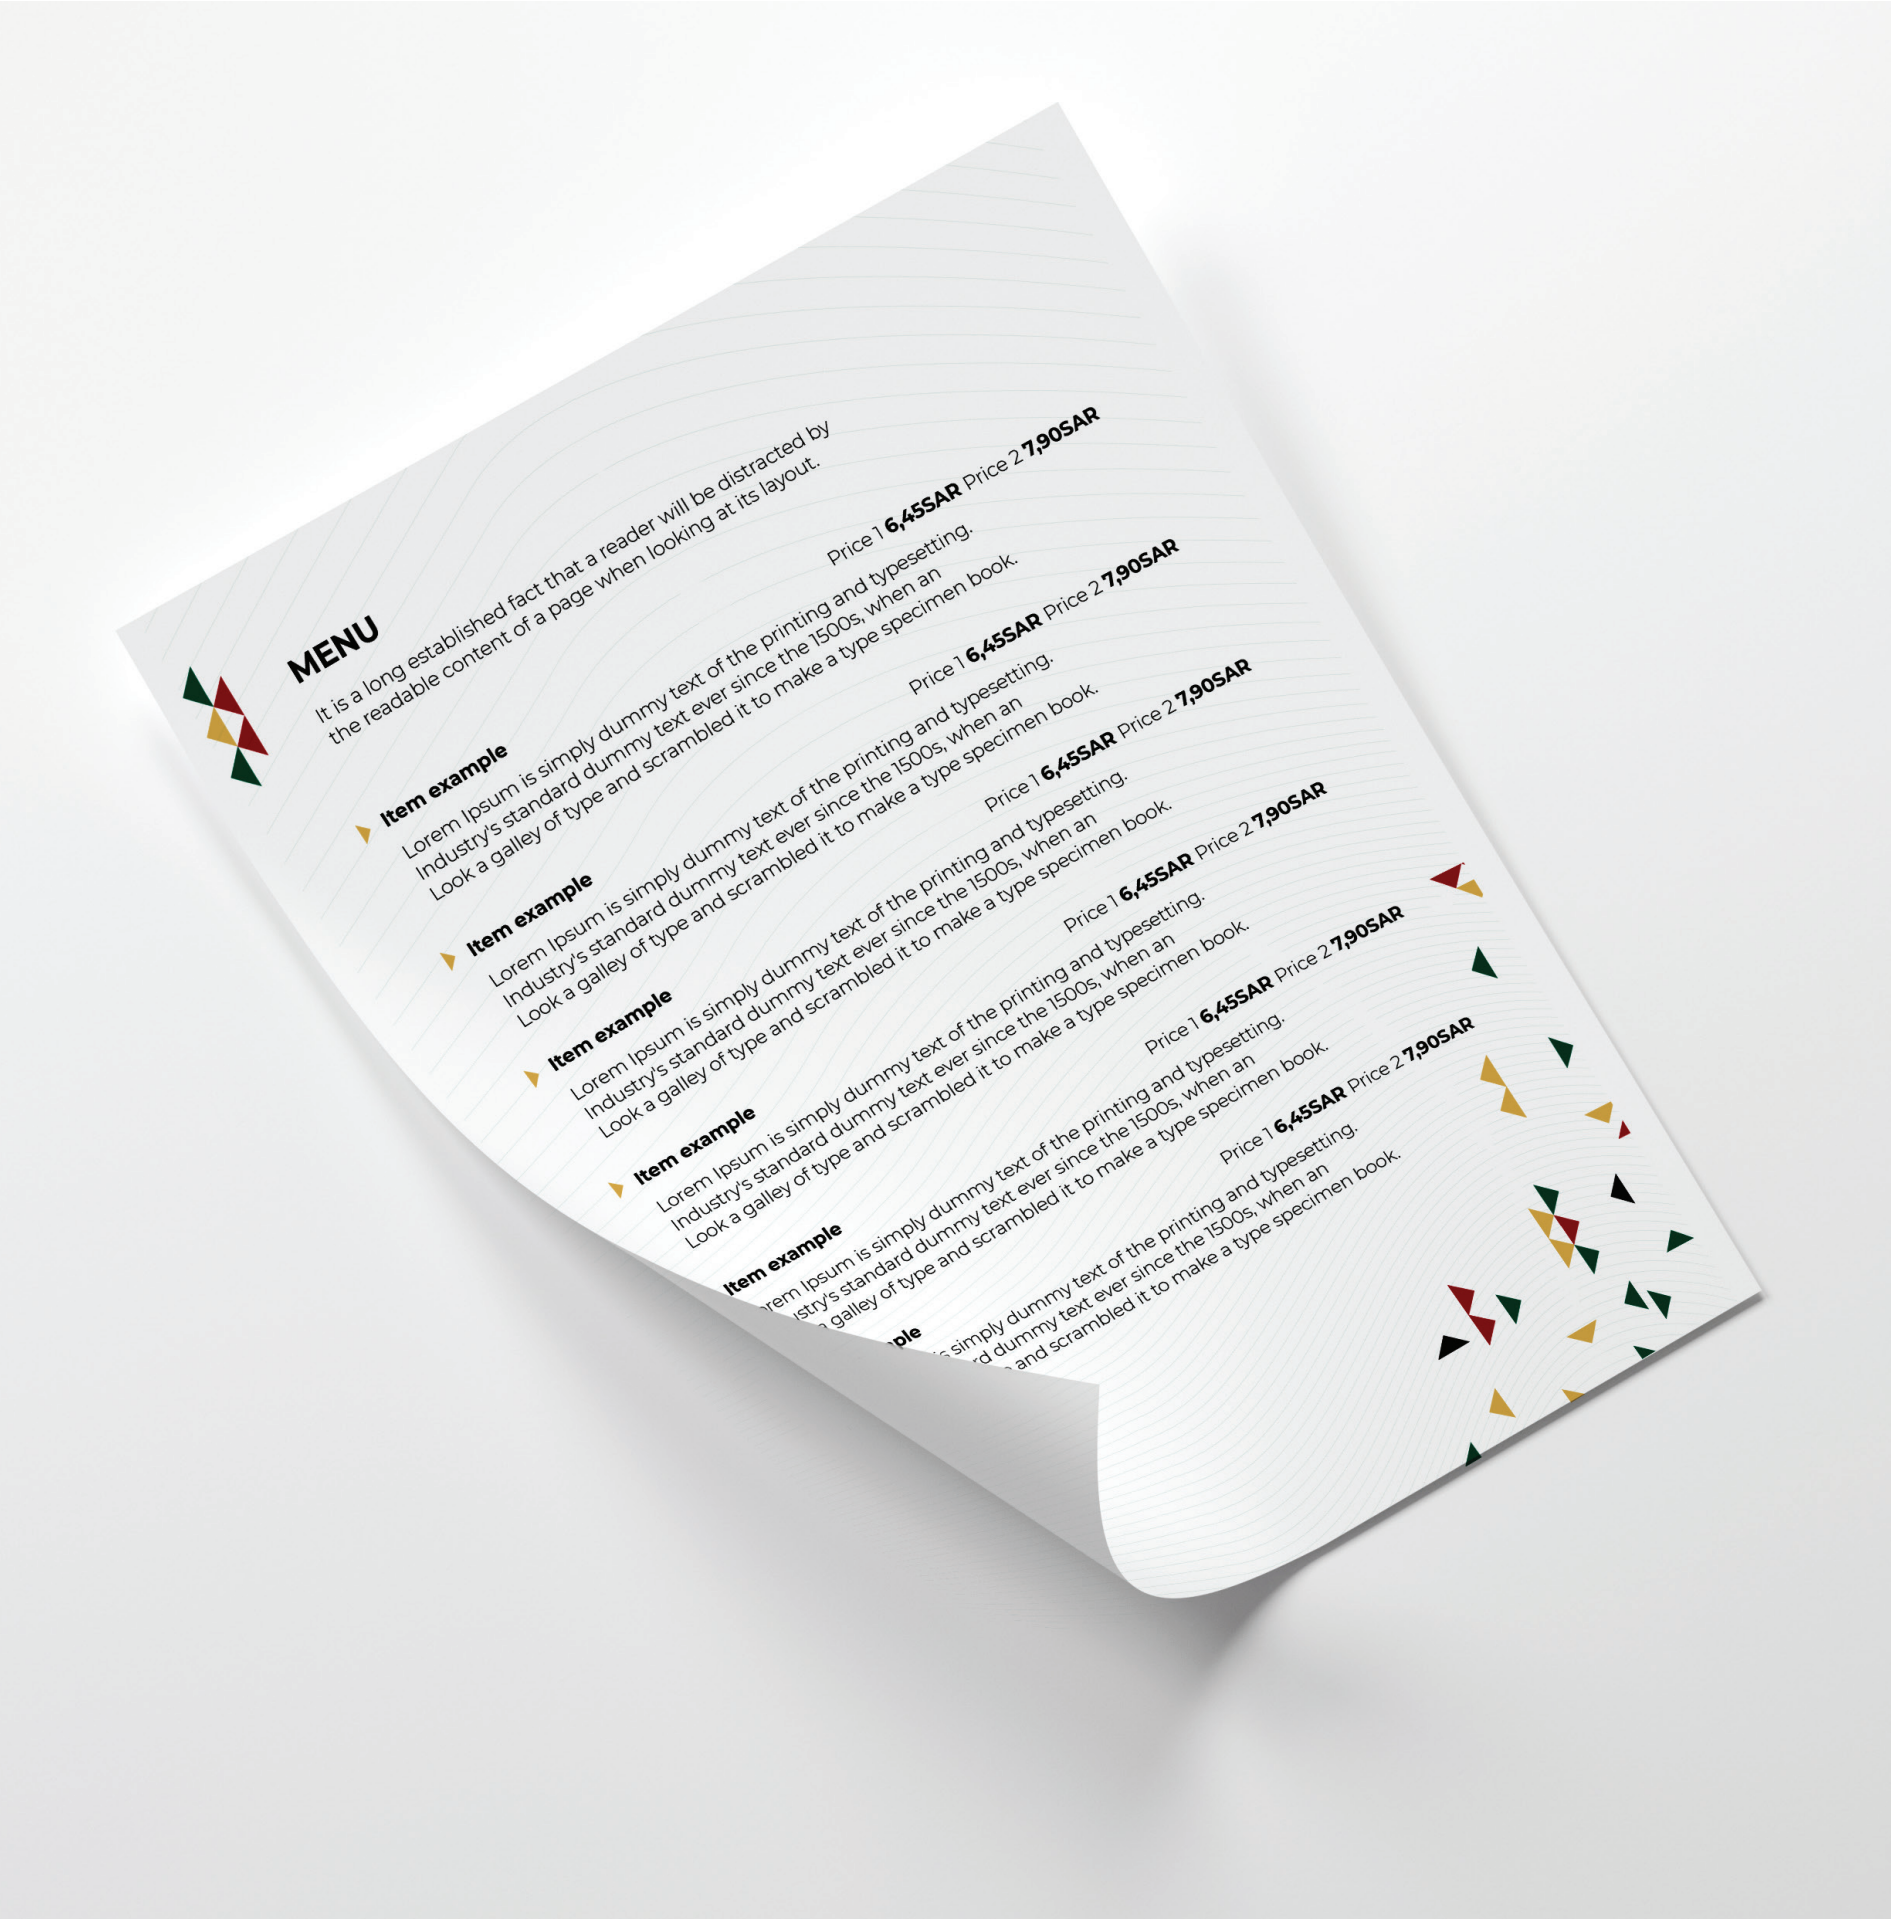 MENU
It is a long established fact that a reader will be distracted by
the readable content of a page when looking at its layout.
Item example
Price 1 6,45SAR Price 2 7,90SAR
Lorem Ipsum is simply dummy text of the printing and typesetting.
Industry's standard dummy text ever since the 1500s, when an
Look a galley of type and scrambled it to make a type specimen book.
Item example
Price 1 6,45SAR Price 2 7,90SAR
Lorem Ipsum is simply dummy text of the printing and typesetting.
Industry's standard dummy text ever since the 1500s, when an
Look a galley of type and scrambled it to make a type specimen book.
Item example
Price 1 6,45SAR Price 2 7,90SAR
Lorem Ipsum is simply dummy text of the printing and typesetting.
Industry's standard dummy text ever since the 1500s, when an
Look a galley of type and scrambled it to make a type specimen book.
Item example
Price 1 6,45SAR Price 2 7,90SAR
Lorem Ipsum is simply dummy text of the printing and typesetting.
Industry's standard dummy text ever since the 1500s, when an
Look a galley of type and scrambled it to make a type specimen book.
Item example
Price 1 6,45SAR Price 2 7,90SAR
Ipsum is simply dummy text of the printing and typesetting.
standard dummy text ever since the 1500s, when an
galley of type and scrambled it to make a type specimen book.
Price 1 6,45SAR Price 2 7,90SAR
simply dummy text of the printing and typesetting.
dummy text ever since the 1500s, when an
and scrambled it to make a type specimen book.